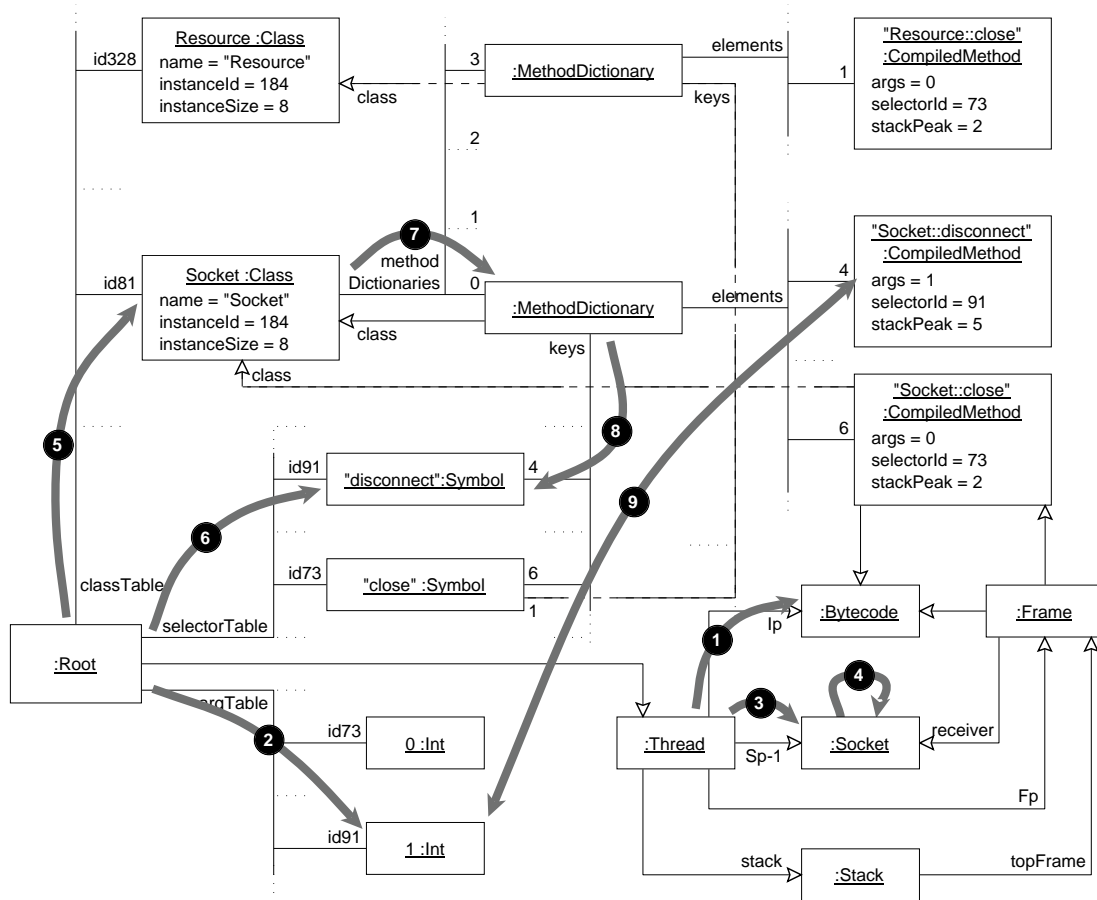 id328
Resource :Class
name = "Resource"
instanceId = 184
instanceSize = 8
class
3
2
1
0
:MethodDictionary
elements
keys
1
"Resource::close"
:CompiledMethod
args = 0
selectorId = 73
stackPeak = 2
id81
Socket :Class
name = "Socket"
instanceId = 184
instanceSize = 8
7
method
Dictionaries
class
class
:MethodDictionary
elements
keys
4
"Socket::disconnect"
:CompiledMethod
args = 1
selectorId = 91
stackPeak = 5
6
"Socket::close"
:CompiledMethod
args = 0
selectorId = 73
stackPeak = 2
5
8
id91
"disconnect":Symbol
4
9
6
id73
"close" :Symbol
6
1
classTable
selectorTable
:Root
argTable
2
id73
0 :Int
id91
1 :Int
1
Ip
:Bytecode
:Frame
3
4
:Thread
Sp-1
:Socket
receiver
Fp
stack
:Stack
topFrame